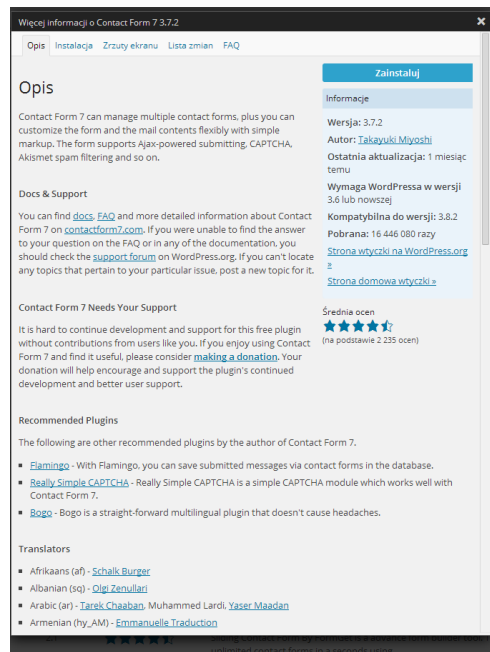 Więcej informacji o Contact Form 7 3.7.2
Opis Instalacja Zrzuty ekranu Lista zmian FAQ
Opis
Contact Form 7 can manage multiple contact forms, plus you can
customize the form and the mail contents flexibly with simple
markup. The form supports Ajax-powered submitting, CAPTCHA,
Akismet spam filtering and so on.
Docs & Support
You can find docs, FAQ and more detailed information about Contact
Form 7 on contactform7.com. If you were unable to find the answer
to your question on the FAQ or in any of the documentation, you
should check the support forum on WordPress.org. If you can't locate
any topics that pertain to your particular issue, post a new topic for it.
Contact Form 7 Needs Your Support
It is hard to continue development and support for this free plugin
without contributions from users like you. If you enjoy using Contact
Form 7 and find it useful, please consider making a donation. Your
donation will help encourage and support the plugin's continued
development and better user support.
Zainstaluj
Informacje
Wersja: 3.7.2
Autor: Takayuki Miyoshi
Ostatnia aktualizacja: 1 miesiąc
temu
Wymaga WordPressa w wersji
3.6 lub nowszej
Kompatybilna do wersji: 3.8.2
Pobrana: 16 446 080 razy
Strona wtyczki na WordPress.org
»
Strona domowa wtyczki »
Średnia ocen
(na podstawie 2 235 ocen)
Recommended Plugins
The following are other recommended plugins by the author of Contact Form 7.
Flamingo - With Flamingo, you can save submitted messages via contact forms in the database.
Really Simple CAPTCHA - Really Simple CAPTCHA is a simple CAPTCHA module which works well with
Contact Form 7.
Bogo - Bogo is a straight-forward multilingual plugin that doesn't cause headaches.
Translators
Afrikaans (af) - Schalk Burger
Albanian (sq) - Olgi Zenullari
Arabic (ar) - Tarek Chaaban, Muhammed Lardi, Yaser Maadan
Armenian (hy_AM) - Emmanuelle Traduction
unlimited contact forms in a seconds using